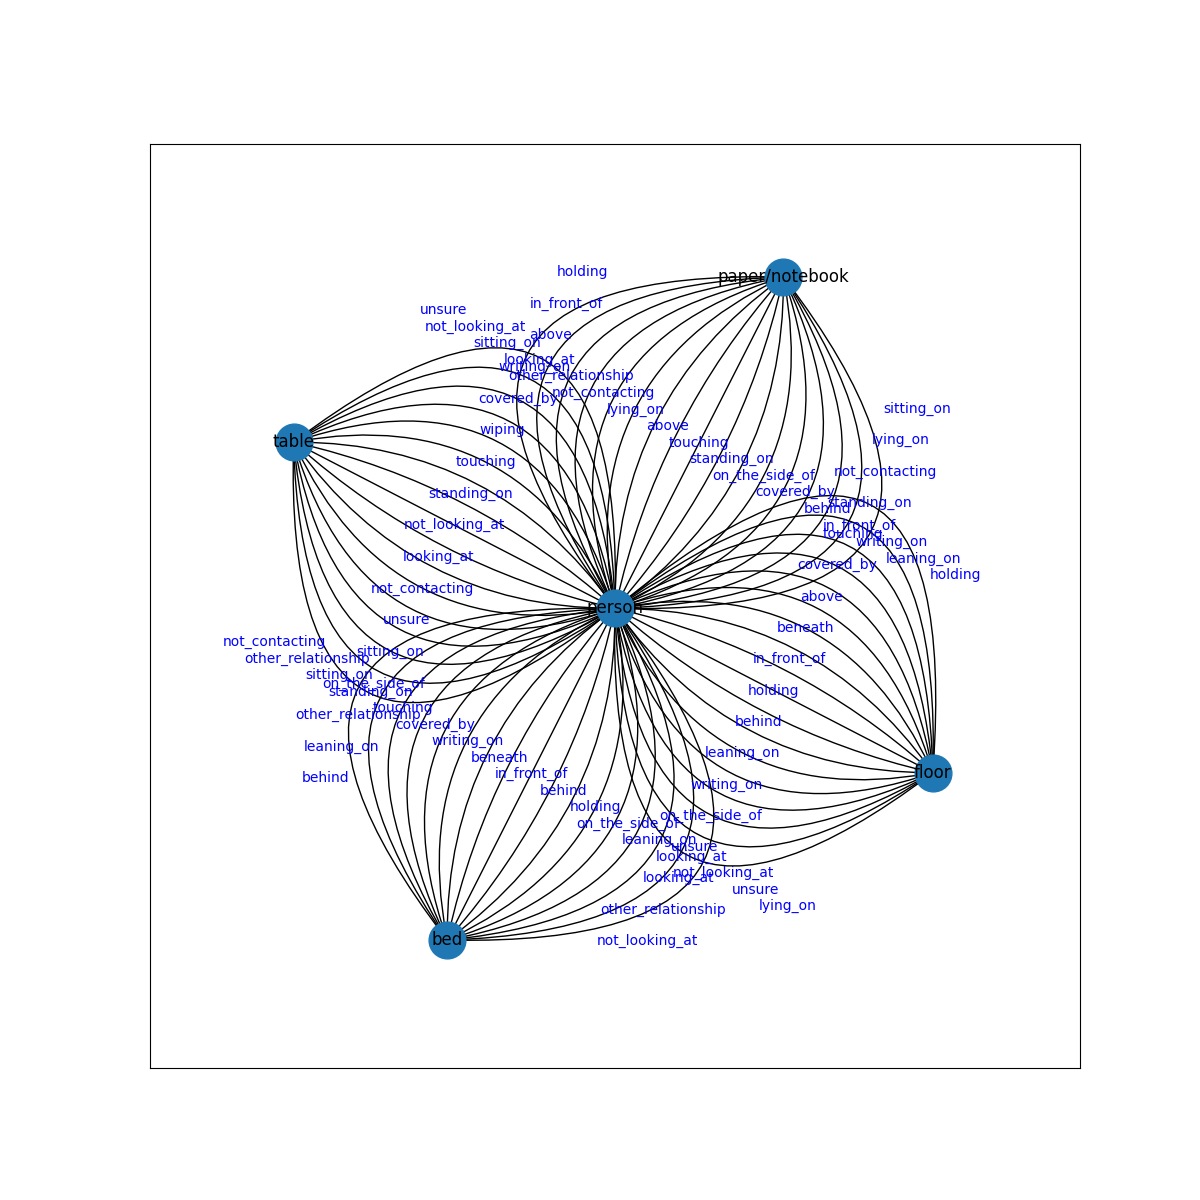 holding
paper/notebook
in_front_of
unsure
not_looking_at
above
sitting_on
looking_at
writing_on
other_relationship
not_contacting
covered_by
lying_on
sitting_on
above
wiping
touching
lying_on
table
standing_on
touching
not_contacting
on_the_side_of
standing_on
covered_by
standing_on
behind
not_looking_at
in_front_of
touching
writing_on
looking_at
leaning_on
covered_by
holding
not_contacting
above
person
unsure
beneath
not_contacting
sitting_on
other_relationship
in_front_of
sitting_on
on_the_side_of
standing_on
holding
touching
other_relationship
behind
covered_by
writing_on
leaning_on
leaning_on
beneath
in_front_of
floor
behind
behind
writing_on
holding
on_the_side_of
on_the_side_of
leaning_on
unsure
looking_at
not_looking_at
looking_at
unsure
lying_on
other_relationship
bed
not_looking_at